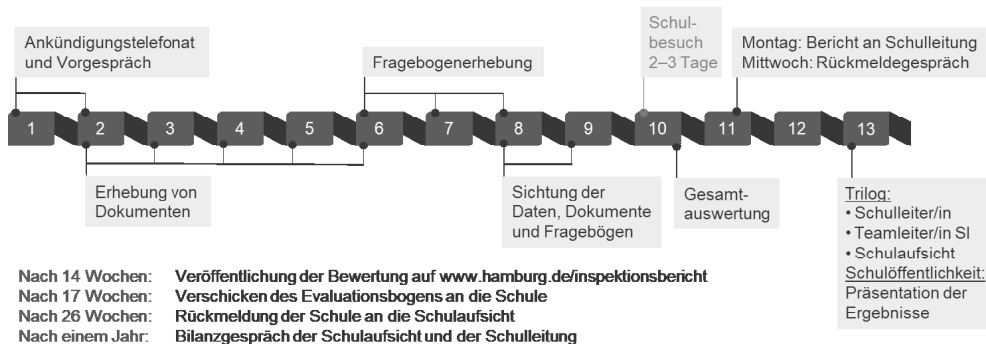 Ankündigungstelefonat
und Vorgespräch
Fragebogenerhebung
Schul-
besuch
2–3 Tage
Montag: Bericht an Schulleitung
Mittwoch: Rückmeldegespräch
1 2 3 4 5 6 7 8 9 10 11 12 13
Erhebung von
Dokumenten
Sichtung der
Daten, Dokumente
und Fragebögen
Gesamt-
auswertung
Trilog:
• Schulleiter/in
• Teamleiter/in SI
• Schulaufsicht
Schulöffentlichkeit:
Präsentation der
Ergebnisse
Nach 14 Wochen: Veröffentlichung der Bewertung auf www.hamburg.de/inspektionsbericht
Nach 17 Wochen: Verschicken des Evaluationsbogens an die Schule
Nach 26 Wochen: Rückmeldung der Schule an die Schulaufsicht
Nach einem Jahr: Bilanzgespräch der Schulaufsicht und der Schulleitung